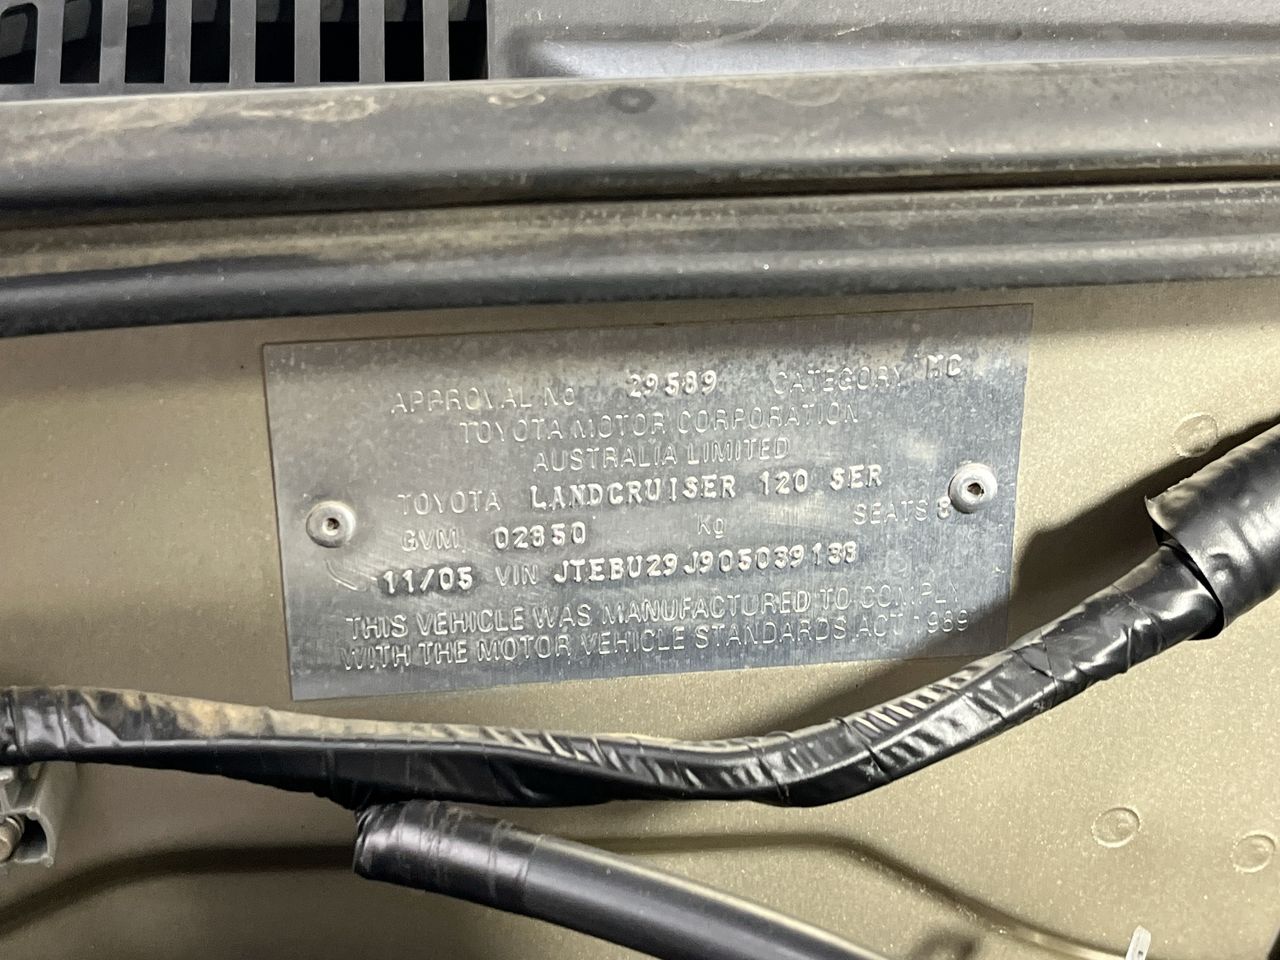 APPROVAL No 29589 CATEGORY MC
TOYOTA MOTOR CORPORATION
AUSTRALIA LIMITED
TOYOTA LANDCRUISER 120 SER
GVM 02850 Kg SEATS 8
11/05 VIN JTEBU29J905039138
THIS VEHICLE WAS MANUFACTURED TO COMPLY
WITH THE MOTOR VEHICLE STANDARDS ACT 1989